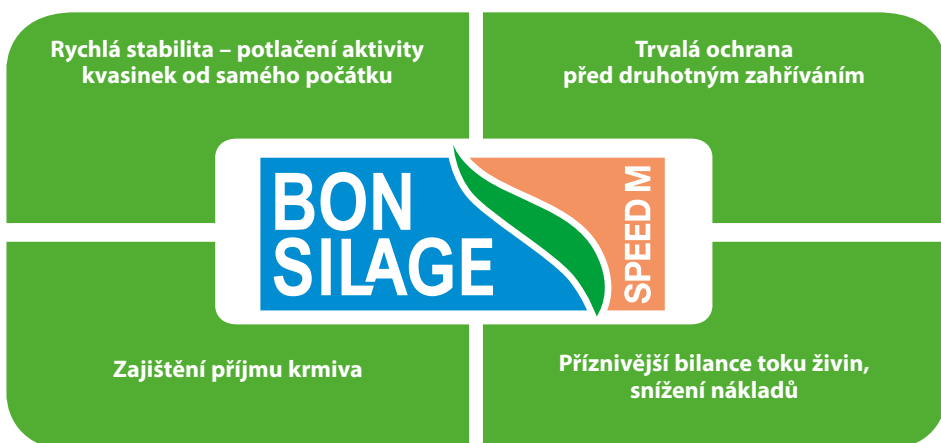 Rychlá stabilita – potlačení aktivity
kvasinek od samého počátku
Trvalá ochrana
před druhotným zahříváním
BON
SILAGE
SPEED M
Zajištění příjmu krmiva
Příznivější bilance toku živin,
snížení nákladů